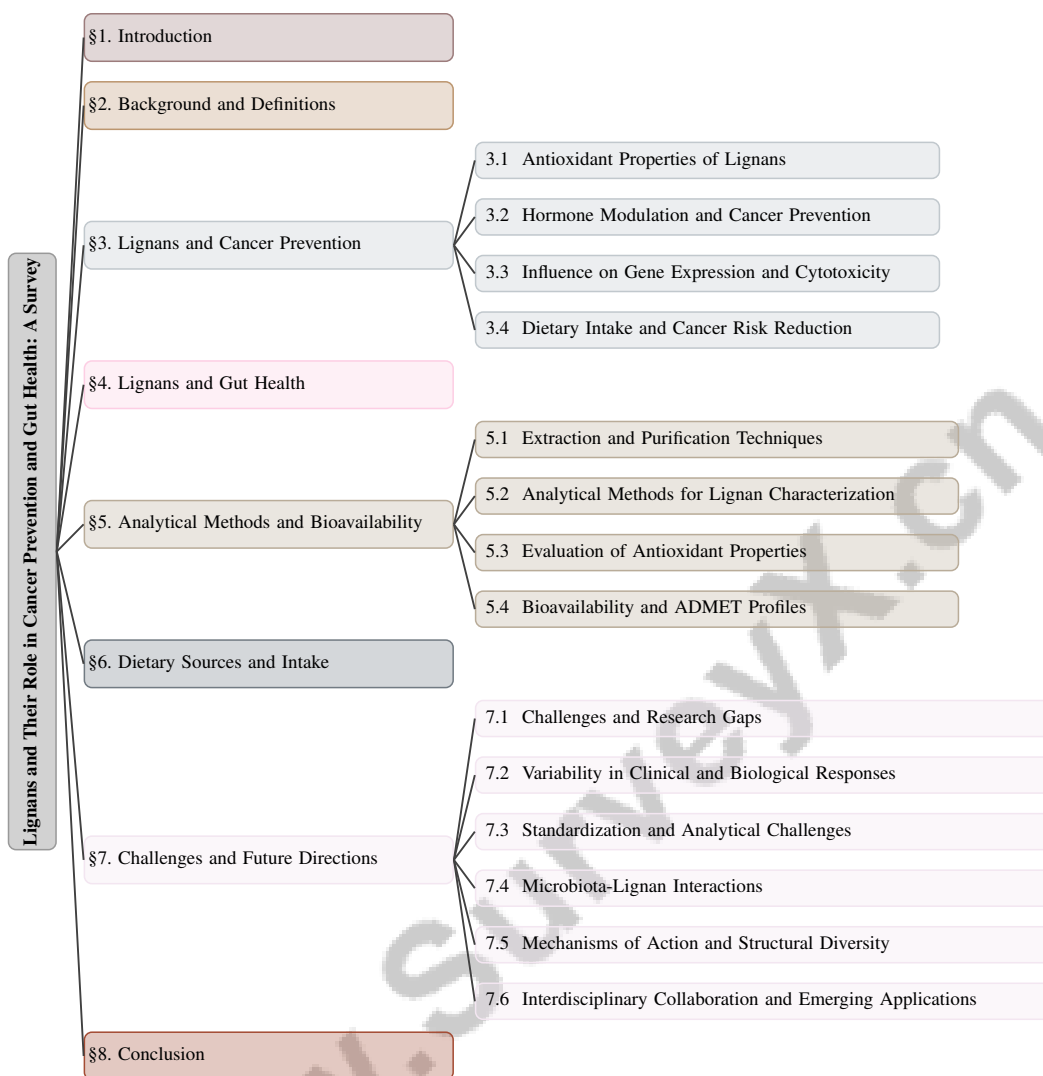 Lignans and Their Role in Cancer Prevention and Gut Health: A Survey
§1. Introduction
§2. Background and Definitions
§3. Lignans and Cancer Prevention
3.1 Antioxidant Properties of Lignans
3.2 Hormone Modulation and Cancer Prevention
3.3 Influence on Gene Expression and Cytotoxicity
3.4 Dietary Intake and Cancer Risk Reduction
§4. Lignans and Gut Health
§5. Analytical Methods and Bioavailability
5.1 Extraction and Purification Techniques
5.2 Analytical Methods for Lignan Characterization
5.3 Evaluation of Antioxidant Properties
5.4 Bioavailability and ADMET Profiles
§6. Dietary Sources and Intake
§7. Challenges and Future Directions
7.1 Challenges and Research Gaps
7.2 Variability in Clinical and Biological Responses
7.3 Standardization and Analytical Challenges
7.4 Microbiota-Lignan Interactions
7.5 Mechanisms of Action and Structural Diversity
7.6 Interdisciplinary Collaboration and Emerging Applications
§8. Conclusion
.Surveyx.cn